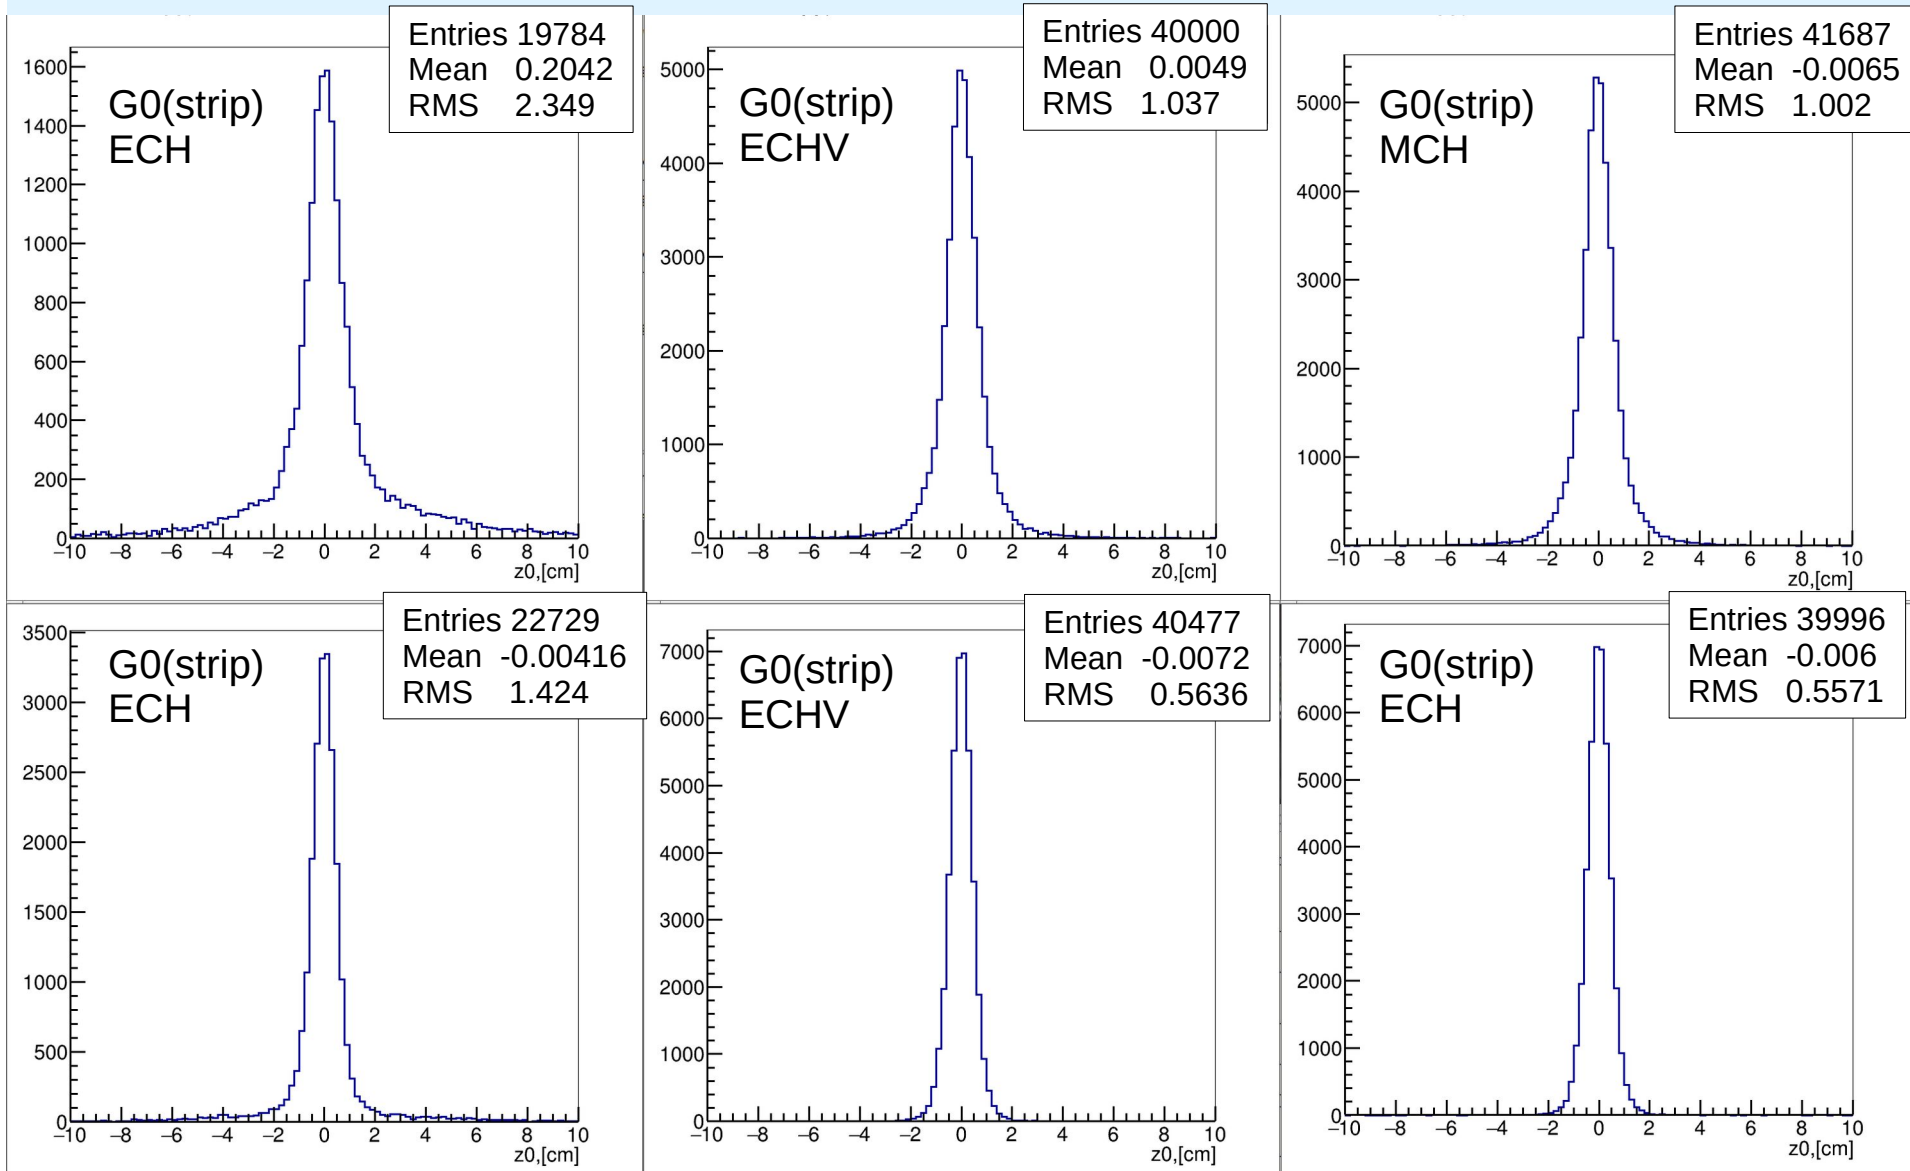 Entries 19784
Mean 0.2042
RMS 2.349
G0(strip)
ECH
1600
1400
1200
1000
800
600
400
200
0
−10 −8 −6 −4 −2 0 2 4 6 8 10
z0,[cm]
Entries 40000
Mean 0.0049
RMS 1.037
G0(strip)
ECHV
5000
4000
3000
2000
1000
0
−10 −8 −6 −4 −2 0 2 4 6 8 10
z0,[cm]
Entries 41687
Mean -0.0065
RMS 1.002
G0(strip)
MCH
5000
4000
3000
2000
1000
0
−10 −8 −6 −4 −2 0 2 4 6 8 10
z0,[cm]
Entries 22729
Mean -0.00416
RMS 1.424
G0(strip)
ECH
3500
3000
2500
2000
1500
1000
500
0
−10 −8 −6 −4 −2 0 2 4 6 8 10
z0,[cm]
Entries 40477
Mean -0.0072
RMS 0.5636
G0(strip)
ECHV
7000
6000
5000
4000
3000
2000
1000
0
−10 −8 −6 −4 −2 0 2 4 6 8 10
z0,[cm]
Entries 39996
Mean -0.006
RMS 0.5571
G0(strip)
ECH
7000
6000
5000
4000
3000
2000
1000
0
−10 −8 −6 −4 −2 0 2 4 6 8 10
z0,[cm]